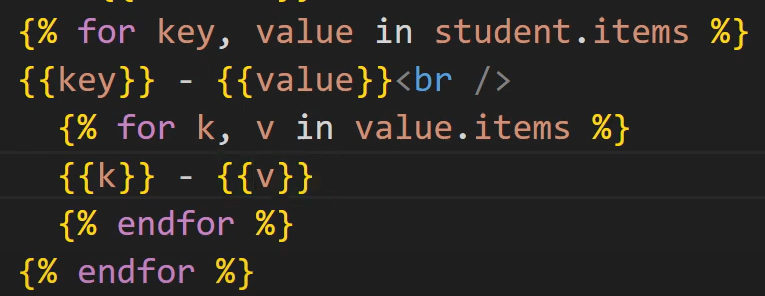 {% for key, value in student.items %}
{{key}} - {{value}}<br />
{% for k, v in value.items %}
{{k}} - {{v}}
{% endfor %}
{% endfor %}